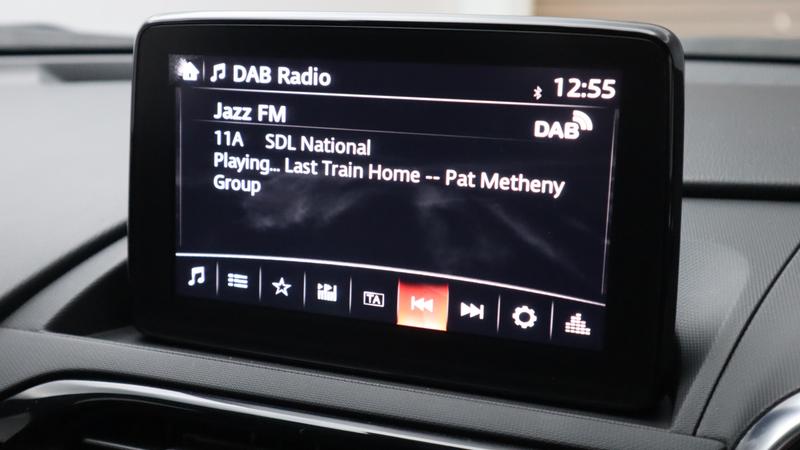 DAB Radio 12:55
Jazz FM
DAB
11A SDL National
Playing... Last Train Home -- Pat Metheny
Group
TA